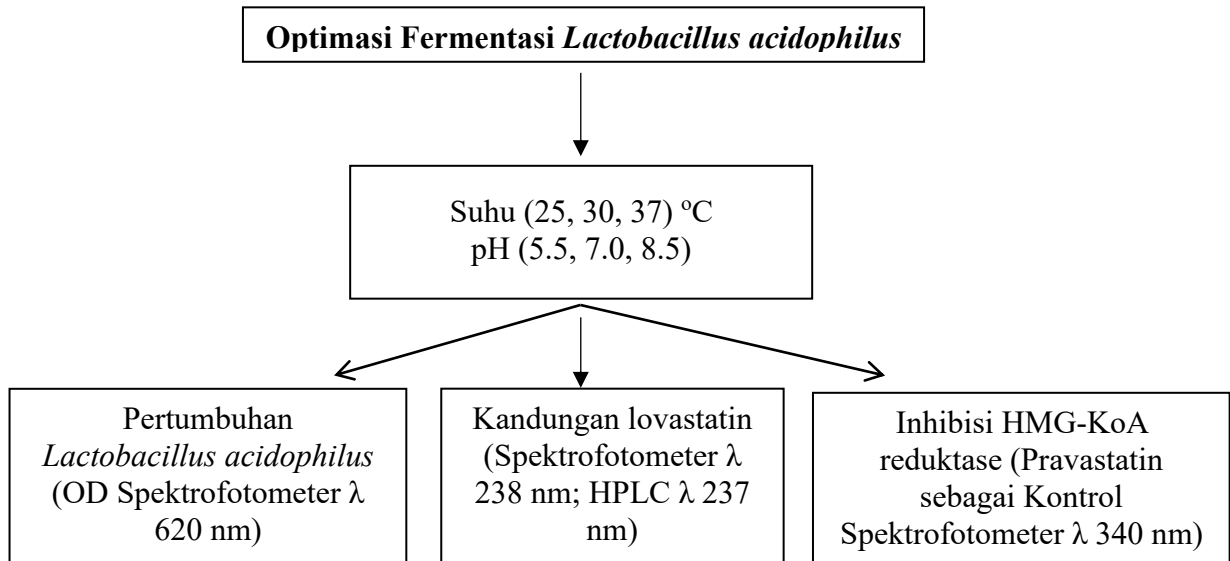 Optimasi Fermentasi Lactobacillus acidophilus
Suhu (25, 30, 37) ºC
pH (5.5, 7.0, 8.5)
Pertumbuhan
Lactobacillus acidophilus
(OD Spektrofotometer λ
620 nm)
Kandungan lovastatin
(Spektrofotometer λ
238 nm; HPLC λ 237
nm)
Inhibisi HMG-KoA
reduktase (Pravastatin
sebagai Kontrol
Spektrofotometer λ 340 nm)